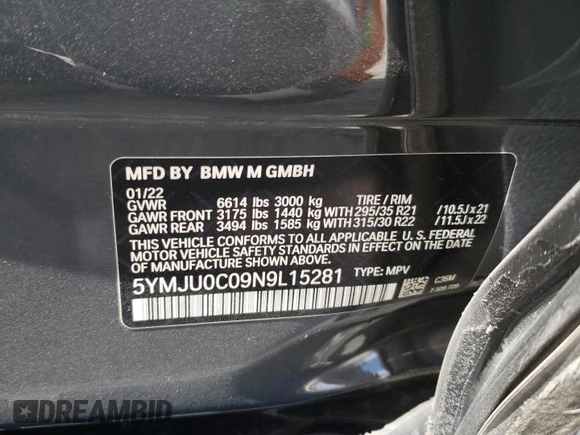 MFD BY BMW M GMBH
01/22
GVWR 6614 lbs 3000 kg TIRE / RIM
GAWR FRONT 3175 lbs 1440 kg WITH 295/35 R21 / 10.5J x 21
GAWR REAR 3494 lbs 1585 kg WITH 315/30 R22 / 11.5J x 22
THIS VEHICLE CONFORMS TO ALL APPLICABLE U.S. FEDERAL
MOTOR VEHICLE SAFETY STANDARDS IN EFFECT ON THE
DATE OF MANUFACTURE SHOWN ABOVE.
5YMJU0C09N9L15281 TYPE: MPV
C36M
7 326 729
DREAMBID